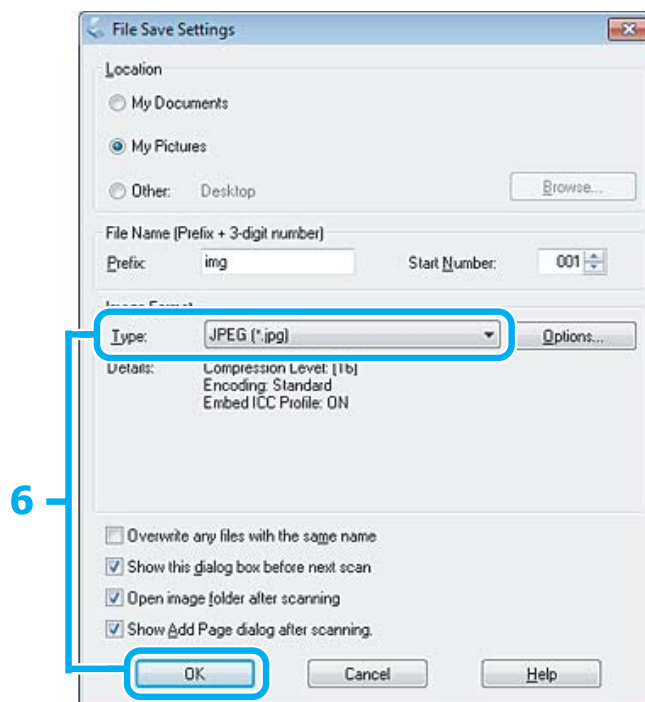 File Save Settings
Location
My Documents
My Pictures
Other: Desktop Browse...
File Name (Prefix + 3-digit number)
Prefix: img Start Number: 001
Image Format
Type: JPEG (*.jpg) Options...
Details: Compression Level: [16]
Encoding: Standard
Embed ICC Profile: ON
6
Overwrite any files with the same name
Show this dialog box before next scan
Open image folder after scanning
Show Add Page dialog after scanning.
OK Cancel Help